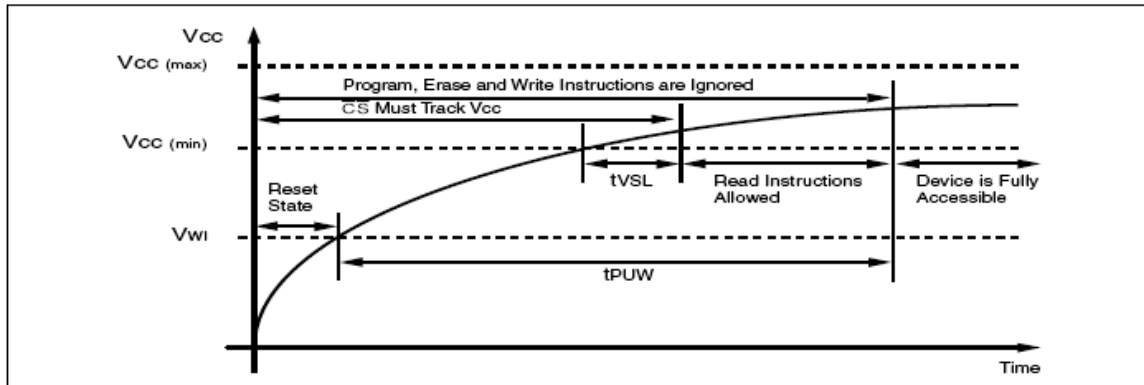 Vcc
Vcc (max)
Program, Erase and Write Instructions are Ignored
C̅S̅ Must Track Vcc
Vcc (min)
tVSL
Read Instructions
Allowed
Device is Fully
Accessible
Reset
State
VWI
tPUW
Time